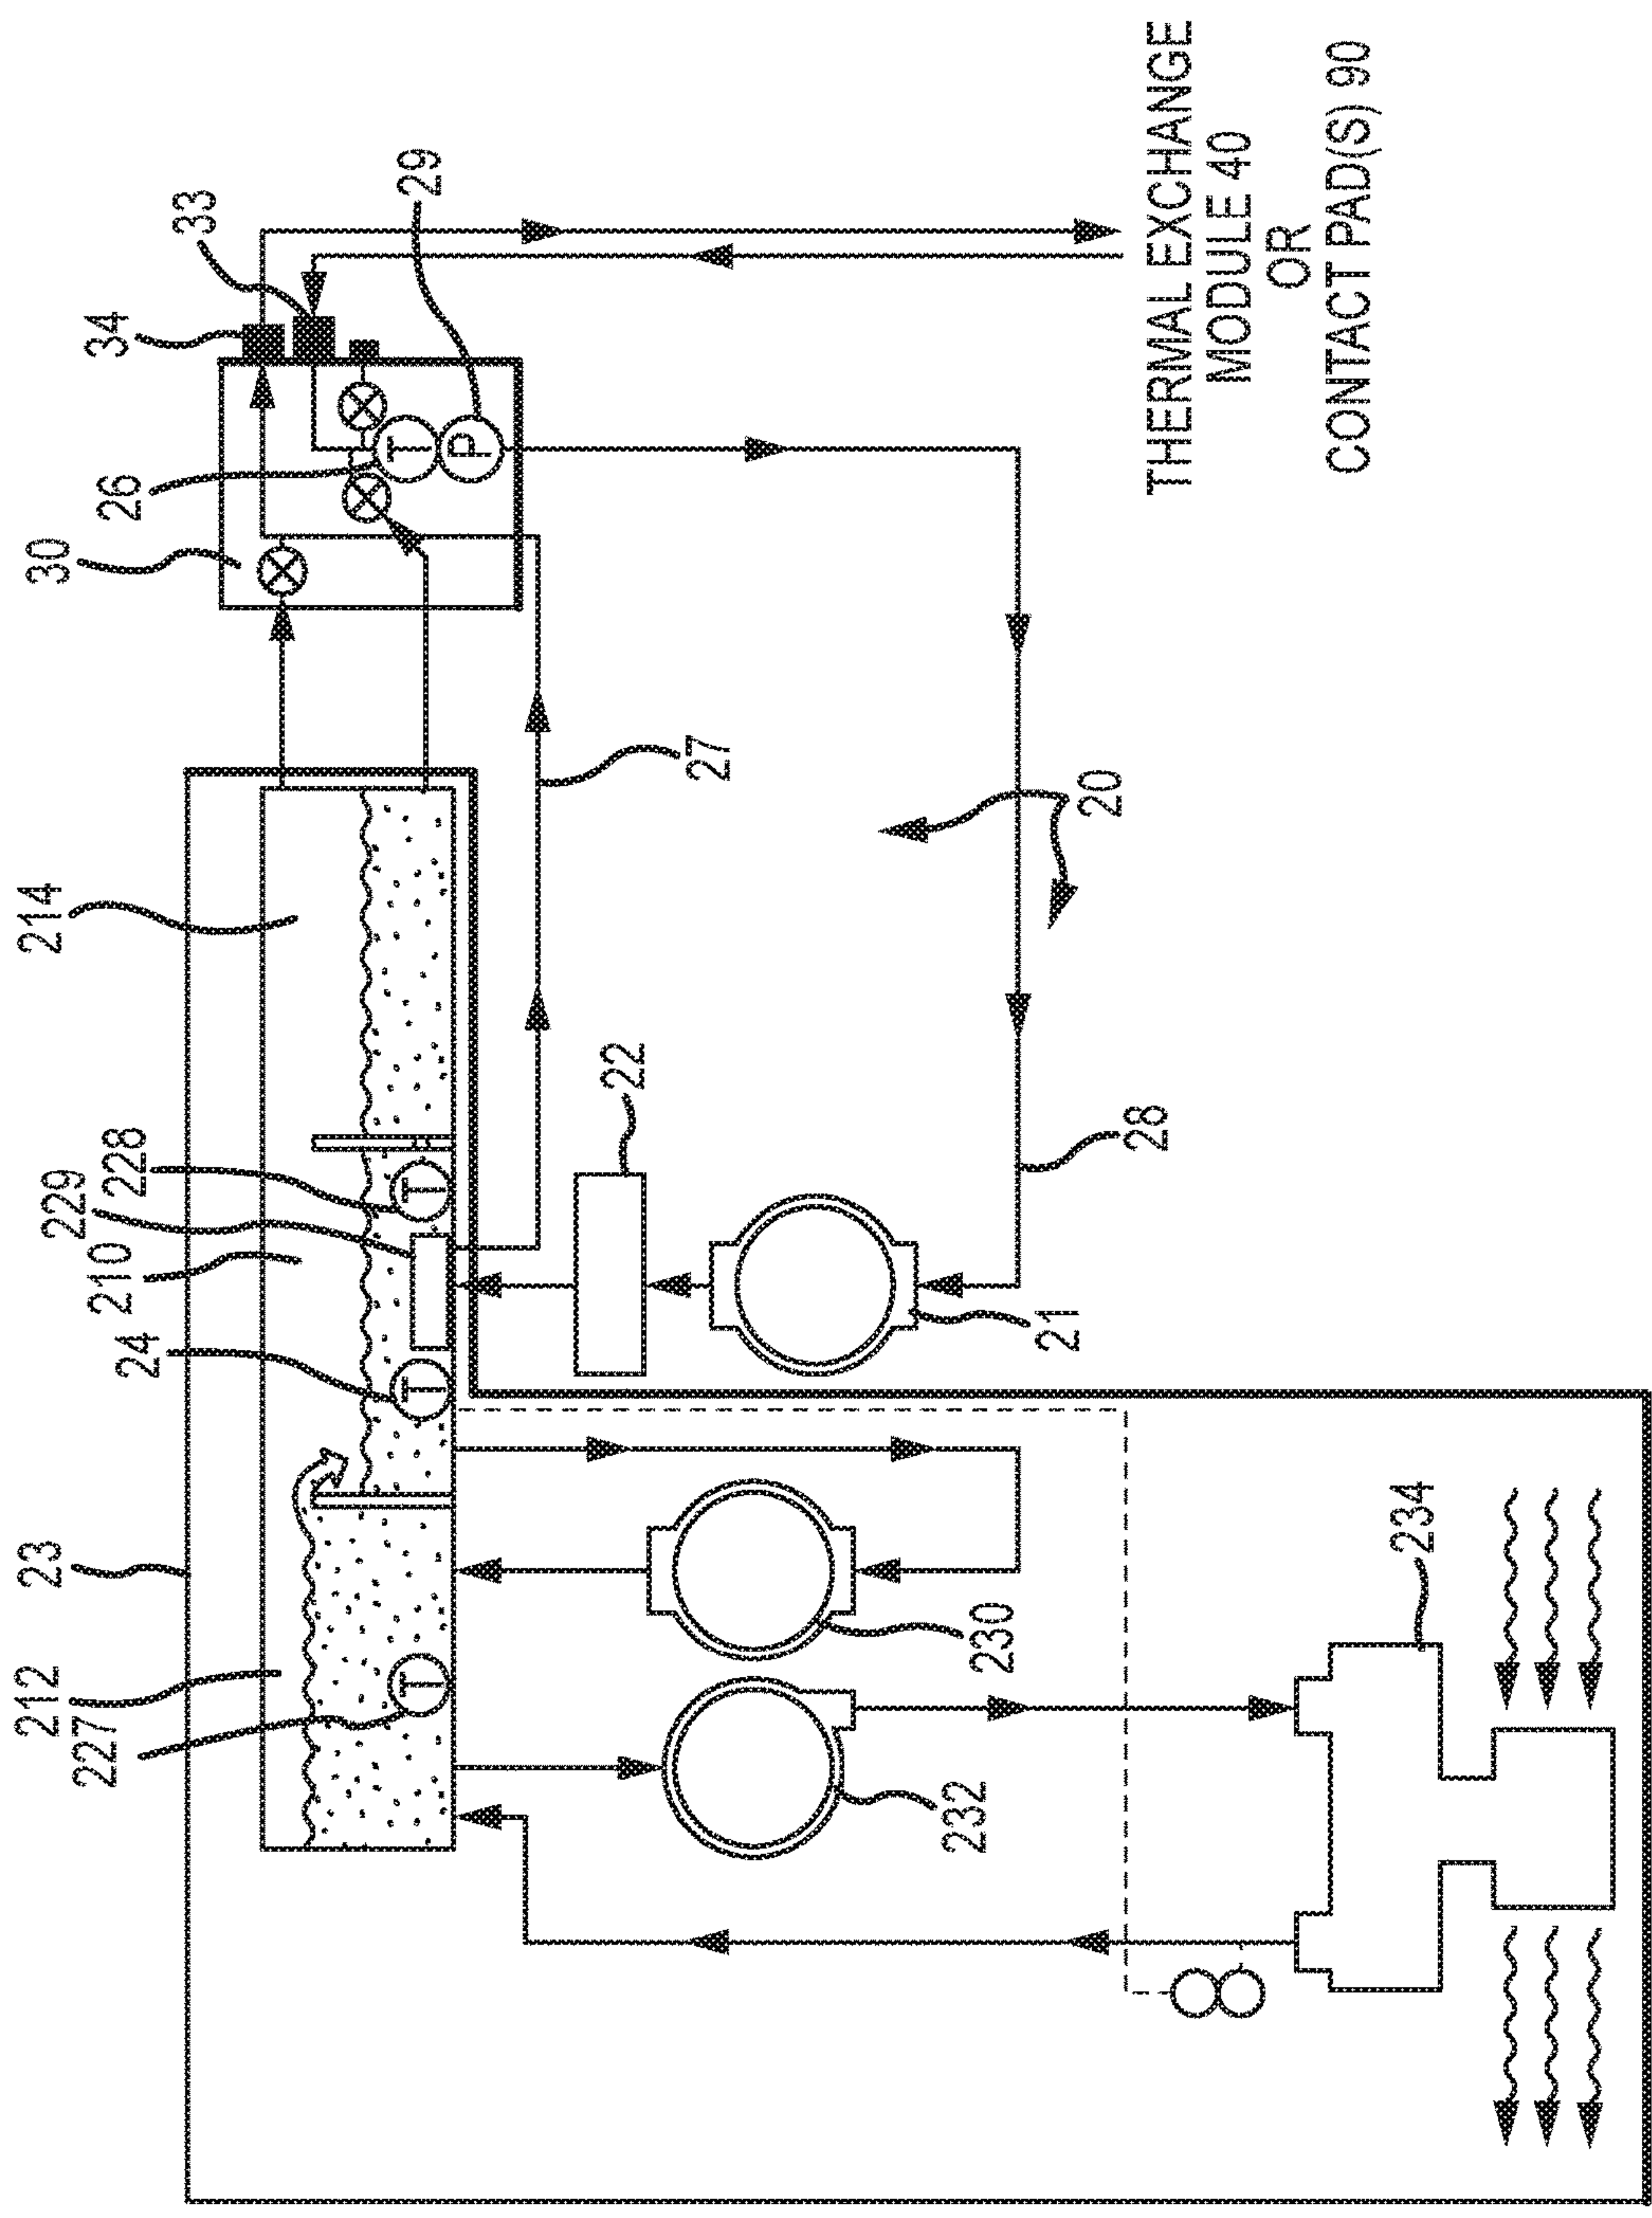 34
33
29
30
26
214
27
20
THERMAL EXCHANGE
MODULE 40
OR
CONTACT PAD(S) 90
229
228
210
24
22
28
21
23
212
227
230
232
234
T
P
T
T
T